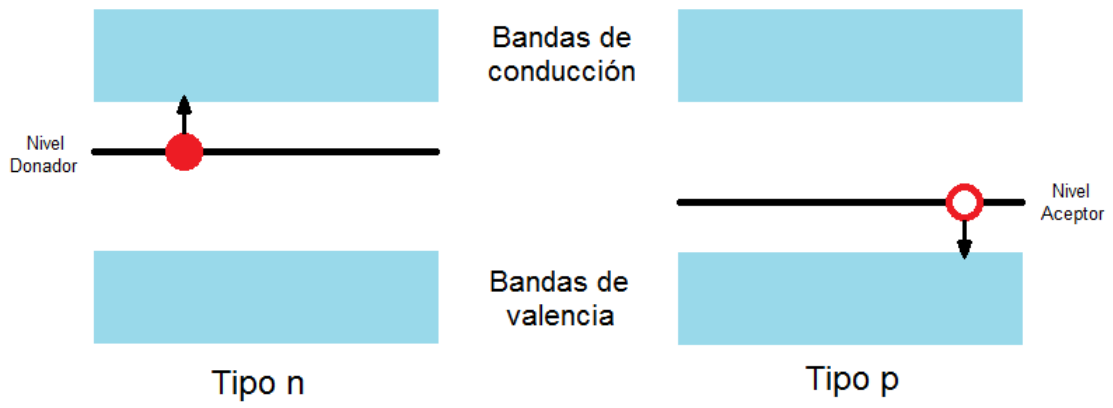 Bandas de
conducción
Nivel
Donador
Nivel
Aceptor
Bandas de
valencia
Tipo n
Tipo p